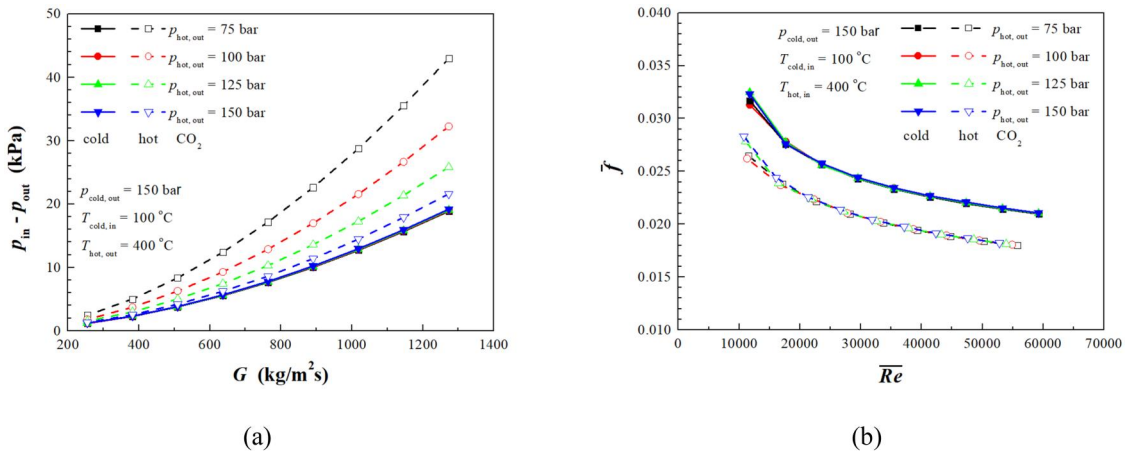 50
40
30
20
10
0
p_in - p_out (kPa)
p_hot, out = 75 bar
p_hot, out = 100 bar
p_hot, out = 125 bar
p_hot, out = 150 bar
cold hot CO2
p_cold, out = 150 bar
T_cold, in = 100 °C
T_hot, out = 400 °C
200 400 600 800 1000 1200 1400
G (kg/m²s)
(a)
0.040
0.035
0.030
0.025
0.020
0.015
0.010
f̄
p_cold, out = 150 bar
T_cold, in = 100 °C
T_hot, in = 400 °C
p_hot, out = 75 bar
p_hot, out = 100 bar
p_hot, out = 125 bar
p_hot, out = 150 bar
cold hot CO2
0 10000 20000 30000 40000 50000 60000 70000
R̅e̅
(b)